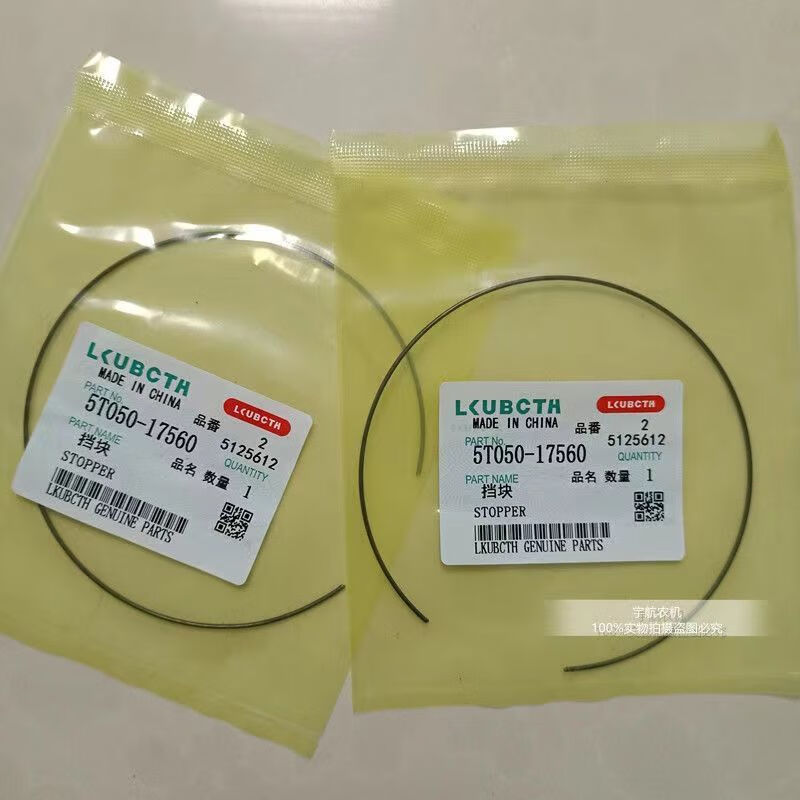 LKUBCTH
MADE IN CHINA
LKUBCTH
PART No.
品番
2
5T050-17560
5125612
PART NAME
QUANTITY
挡块
品名 数量 1
STOPPER
LKUBCTH GENUINE PARTS
LKUBCTH
MADE IN CHINA
LKUBCTH
PART No.
品番
2
5T050-17560
5125612
PART NAME
QUANTITY
挡块
品名 数量 1
STOPPER
LKUBCTH GENUINE PARTS
宇航农机
100%实物拍摄盗图必究